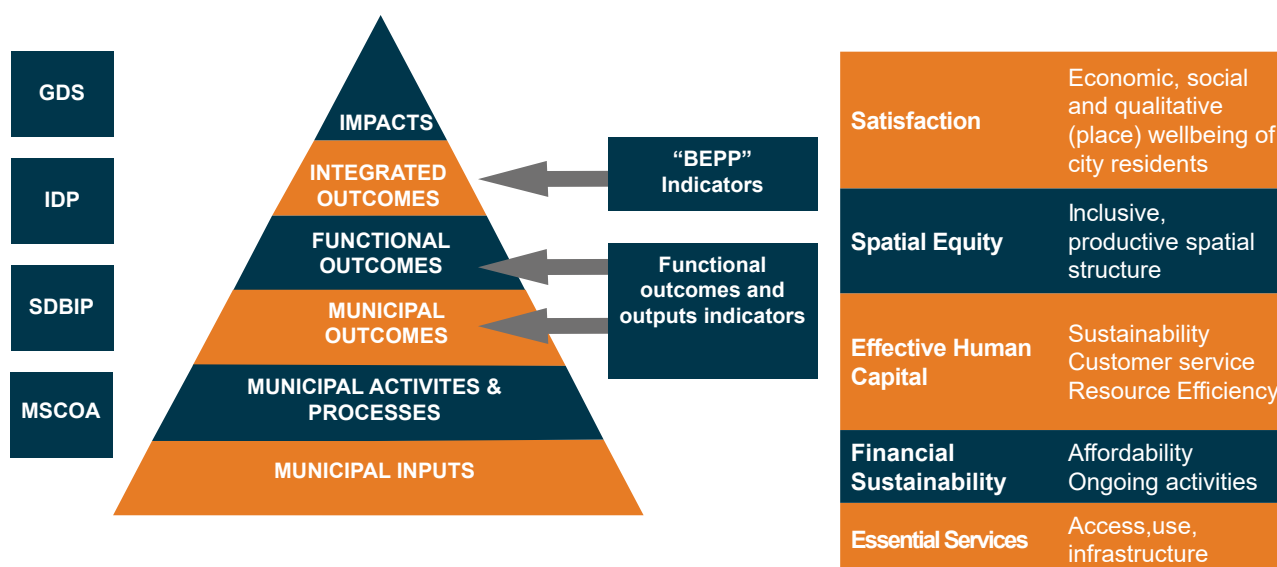 GDS
IDP
SDBIP
MSCOA
IMPACTS
INTEGRATED
OUTCOMES
FUNCTIONAL
OUTCOMES
MUNICIPAL
OUTCOMES
MUNICIPAL ACTIVITES &
PROCESSES
MUNICIPAL INPUTS
“BEPP”
Indicators
Functional
outcomes and
outputs indicators
Satisfaction
Economic, social
and qualitative
(place) wellbeing of
city residents
Spatial Equity
Inclusive,
productive spatial
structure
Effective Human
Capital
Sustainability
Customer service
Resource Efficiency
Financial
Sustainability
Affordability
Ongoing activities
Essential Services
Access,use,
infrastructure